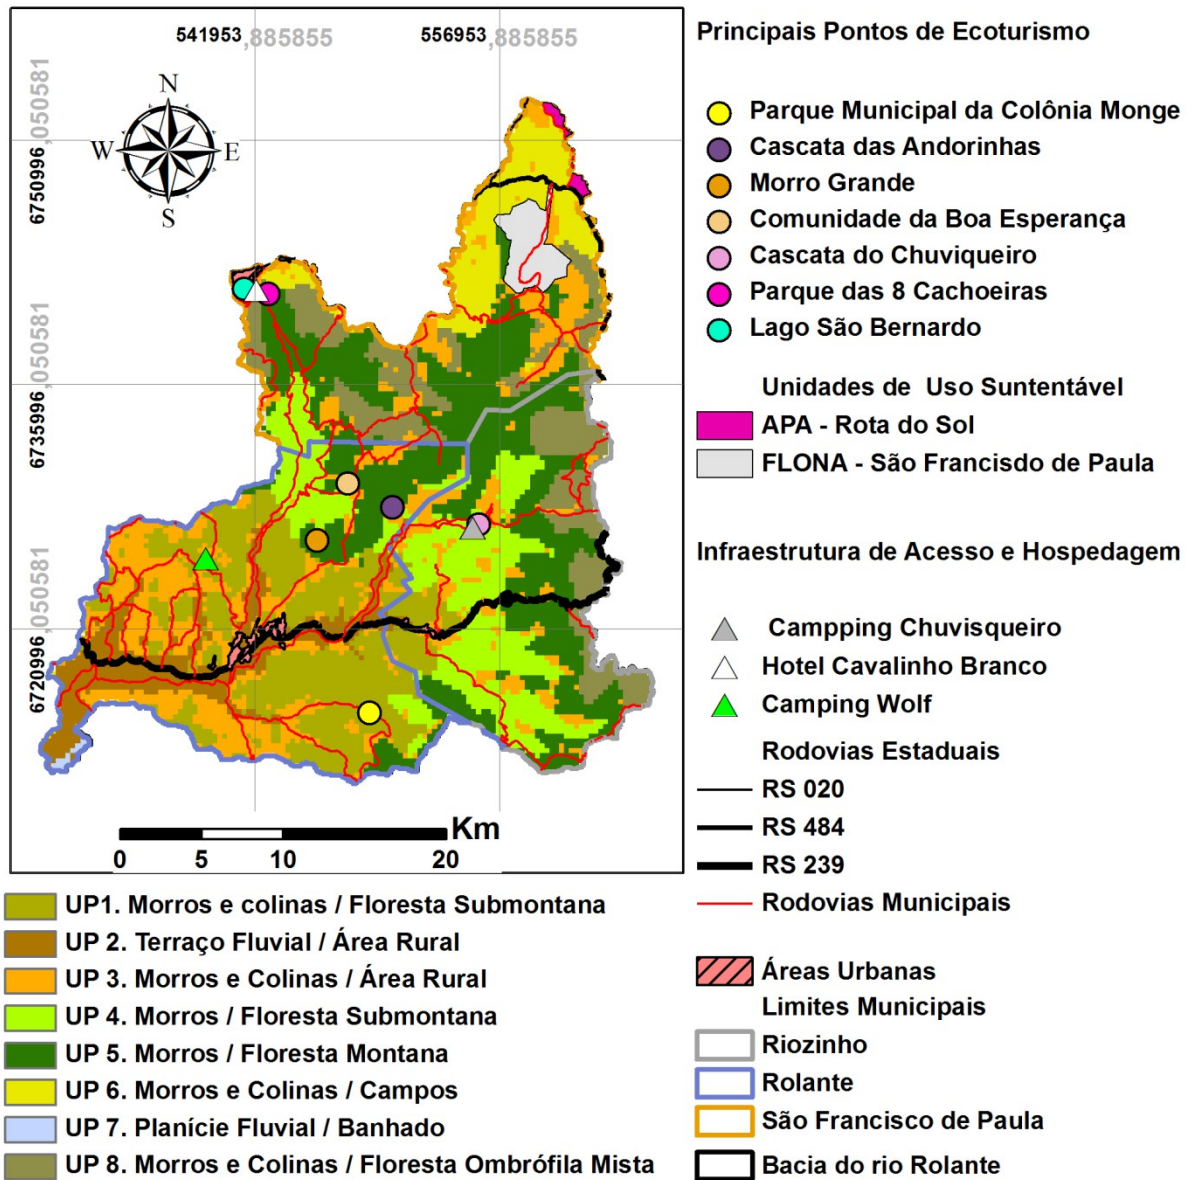 541953,885855
556953,885855
6750996,050581
6735996,050581
6720996,050581
N
W
E
S
Km
0
5
10
20
Principais Pontos de Ecoturismo
Parque Municipal da Colônia Monge
Cascata das Andorinhas
Morro Grande
Comunidade da Boa Esperança
Cascata do Chuviqueiro
Parque das 8 Cachoeiras
Lago São Bernardo
Unidades de Uso Suntentável
APA - Rota do Sol
FLONA - São Francisdo de Paula
Infraestrutura de Acesso e Hospedagem
Campping Chuvisqueiro
Hotel Cavalinho Branco
Camping Wolf
Rodovias Estaduais
RS 020
RS 484
RS 239
Rodovias Municipais
Áreas Urbanas
Limites Municipais
Riozinho
Rolante
São Francisco de Paula
Bacia do rio Rolante
UP1. Morros e colinas / Floresta Submontana
UP 2. Terraço Fluvial / Área Rural
UP 3. Morros e Colinas / Área Rural
UP 4. Morros / Floresta Submontana
UP 5. Morros / Floresta Montana
UP 6. Morros e Colinas / Campos
UP 7. Planície Fluvial / Banhado
UP 8. Morros e Colinas / Floresta Ombrófila Mista